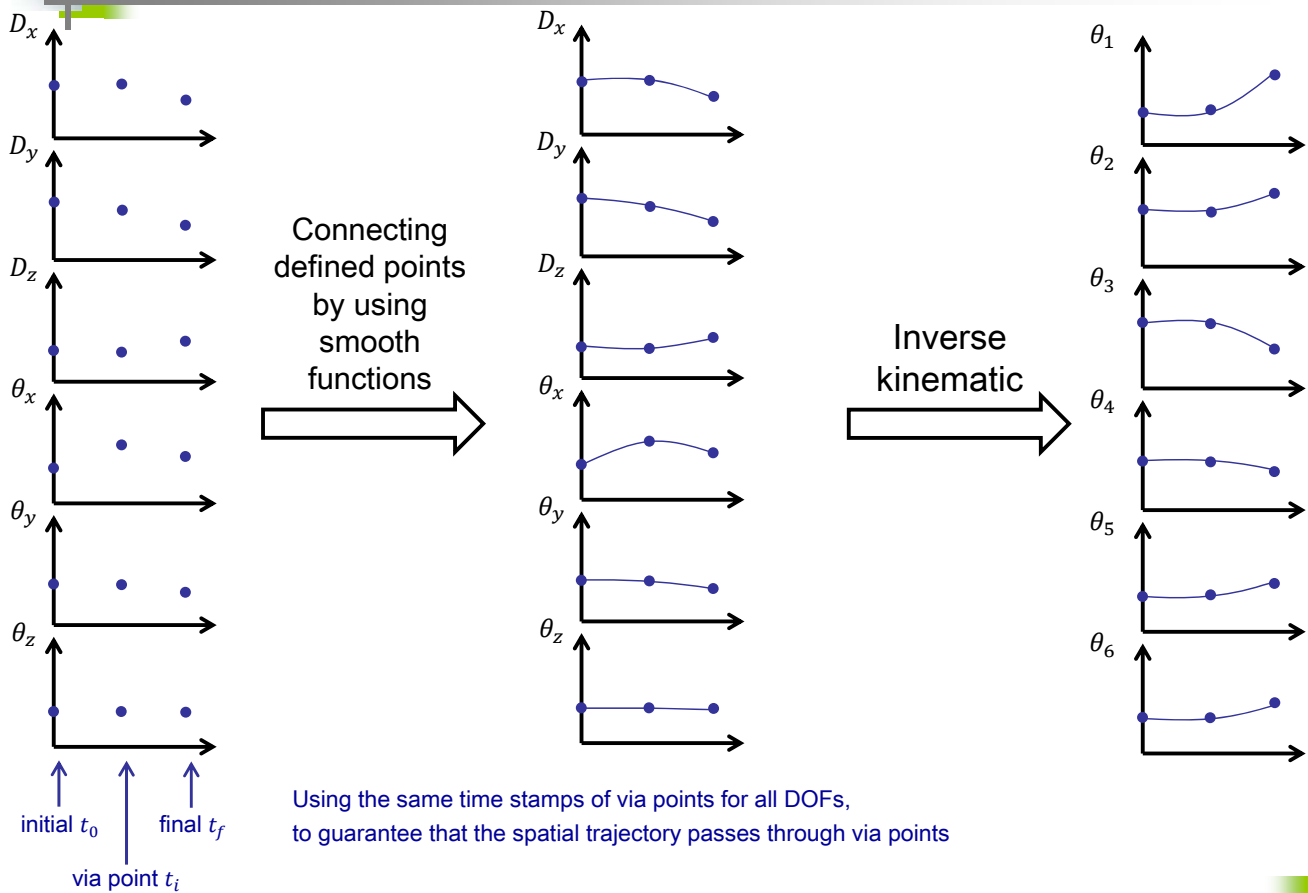 D_x
D_y
D_z
θ_x
θ_y
θ_z
initial t_0
via point t_i
final t_f
Connecting
defined points
by using
smooth
functions
D_x
D_y
D_z
θ_x
θ_y
θ_z
Inverse
kinematic
θ_1
θ_2
θ_3
θ_4
θ_5
θ_6
Using the same time stamps of via points for all DOFs,
to guarantee that the spatial trajectory passes through via points